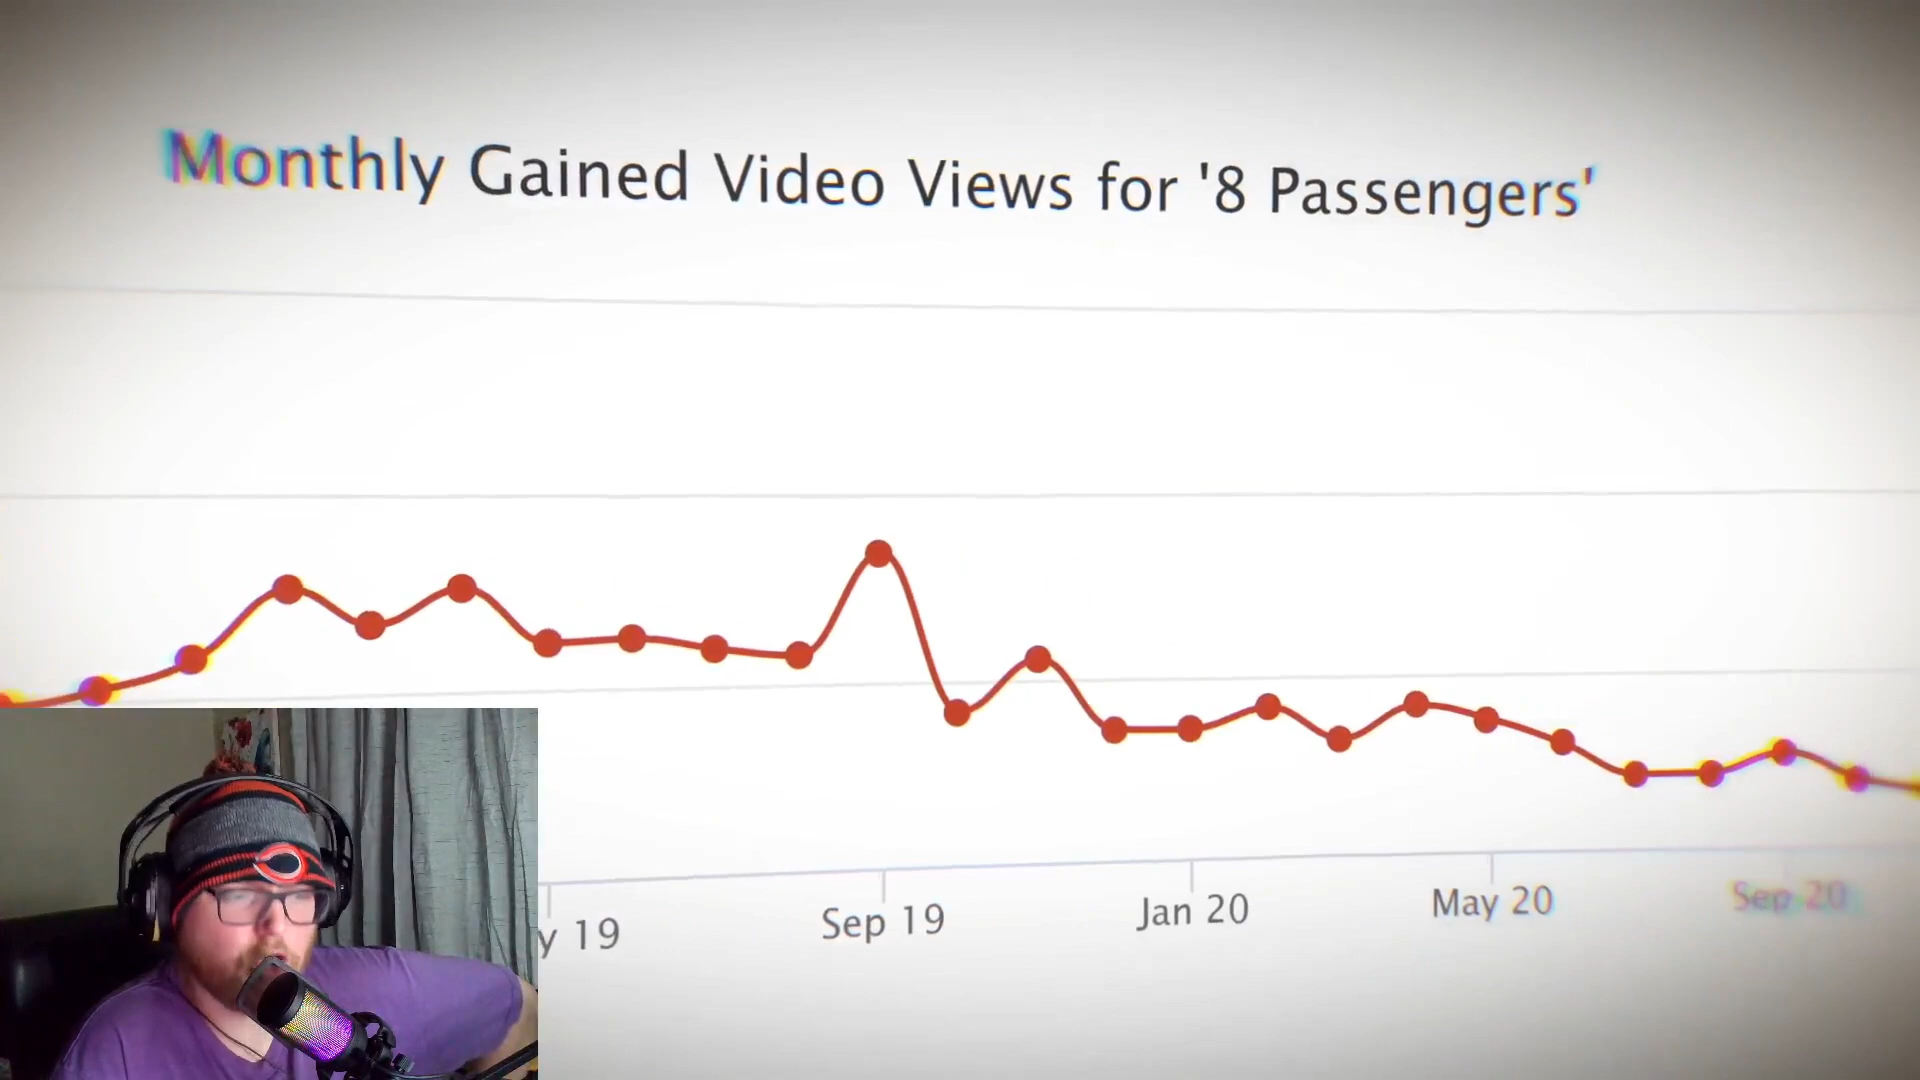 Monthly Gained Video Views for '8 Passengers'
y 19
Sep 19
Jan 20
May 20
Sep 20